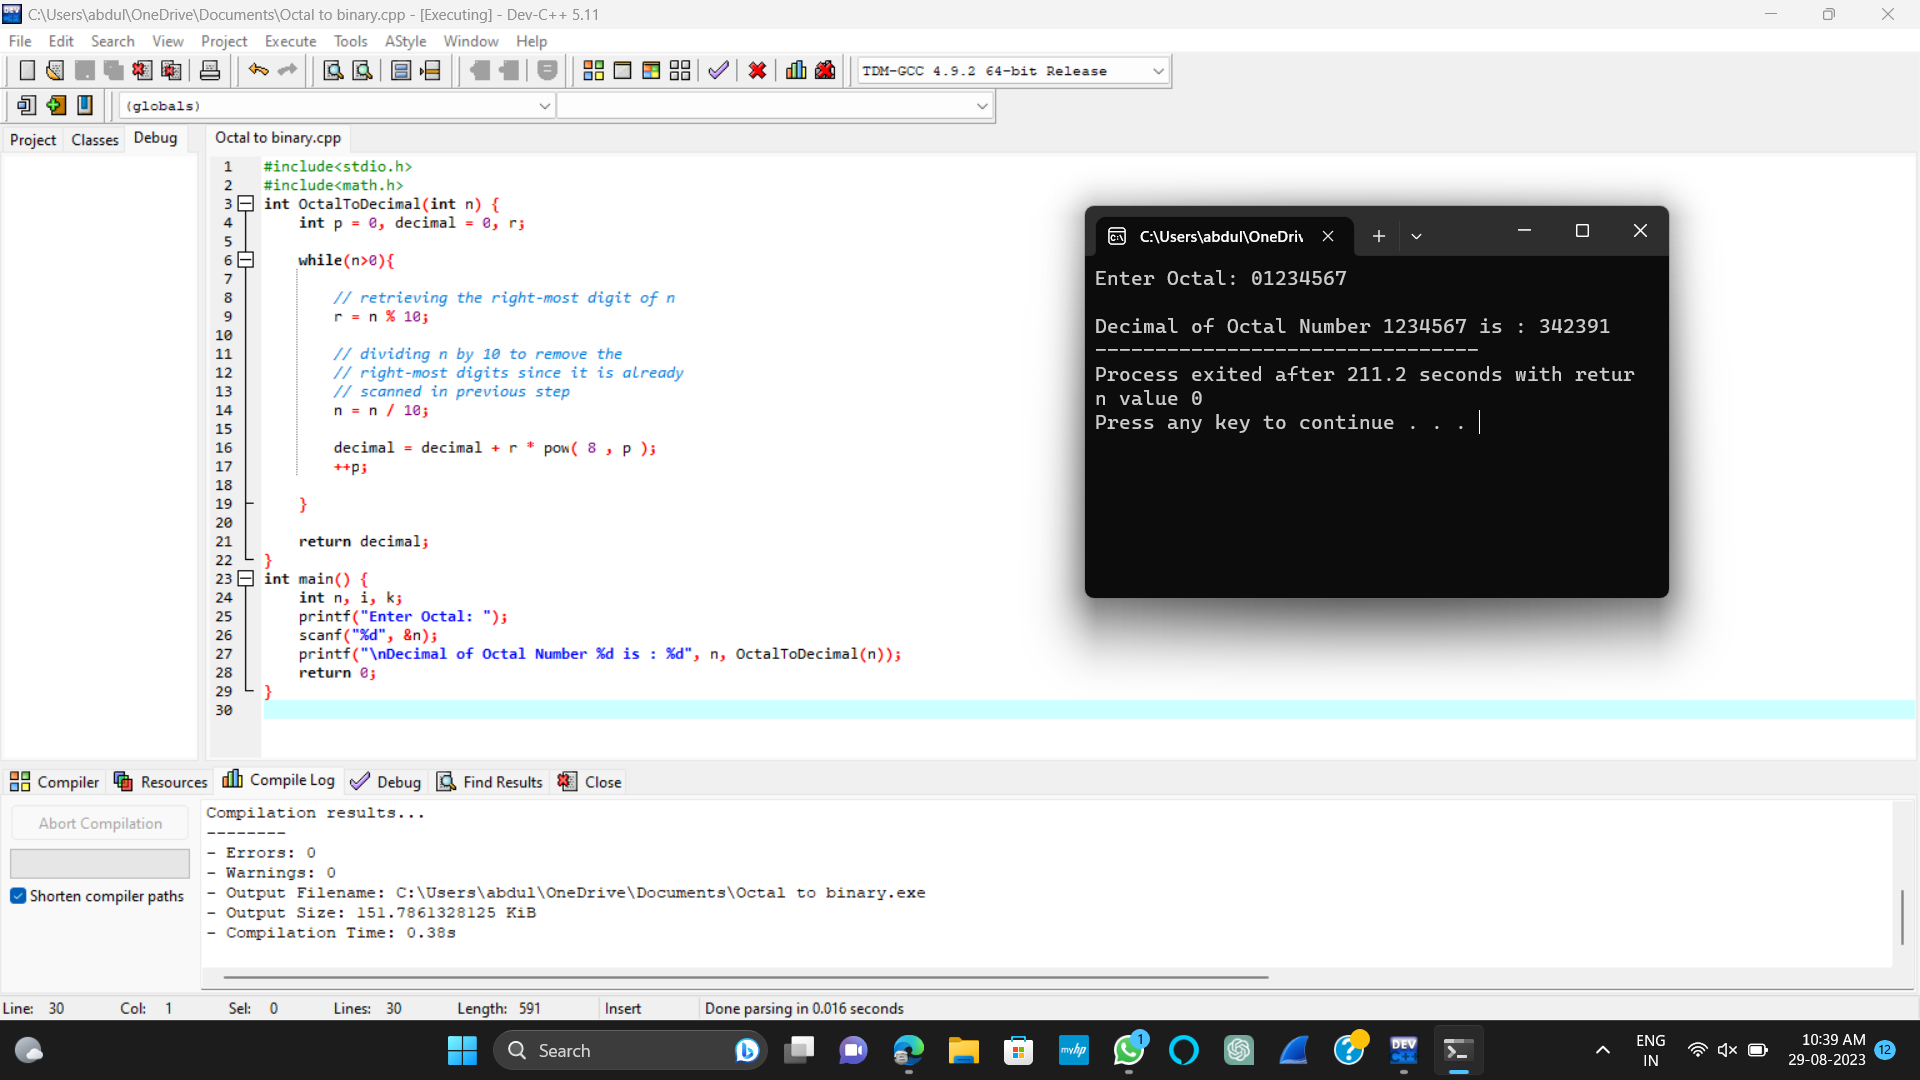 C:\Users\abdul\OneDrive\Documents\Octal to binary.cpp - [Executing] - Dev-C++ 5.11
File Edit Search View Project Execute Tools AStyle Window Help
TDM-GCC 4.9.2 64-bit Release
(globals)
Project Classes Debug
Octal to binary.cpp
1 #include<stdio.h>
2 #include<math.h>
3 int OctalToDecimal(int n) {
4 int p = 0, decimal = 0, r;
5
6 while(n>0){
7
8 // retrieving the right-most digit of n
9 r = n % 10;
10
11 // dividing n by 10 to remove the
12 // right-most digits since it is already
13 // scanned in previous step
14 n = n / 10;
15
16 decimal = decimal + r * pow( 8 , p );
17 ++p;
18
19 }
20
21 return decimal;
22 }
23 int main() {
24 int n, i, k;
25 printf("Enter Octal: ");
26 scanf("%d", &n);
27 printf("\nDecimal of Octal Number %d is : %d", n, OctalToDecimal(n));
28 return 0;
29 }
30
C:\Users\abdul\OneDriv
Enter Octal: 01234567
Decimal of Octal Number 1234567 is : 342391
--------------------------------
Process exited after 211.2 seconds with retur
n value 0
Press any key to continue . . .
Compiler Resources Compile Log Debug Find Results Close
Abort Compilation
Shorten compiler paths
Compilation results...
--------
- Errors: 0
- Warnings: 0
- Output Filename: C:\Users\abdul\OneDrive\Documents\Octal to binary.exe
- Output Size: 151.7861328125 KiB
- Compilation Time: 0.38s
Line: 30 Col: 1 Sel: 0 Lines: 30 Length: 591 Insert Done parsing in 0.016 seconds
Search
myhp
1
DEV
C++
ENG
IN
10:39 AM
29-08-2023
12